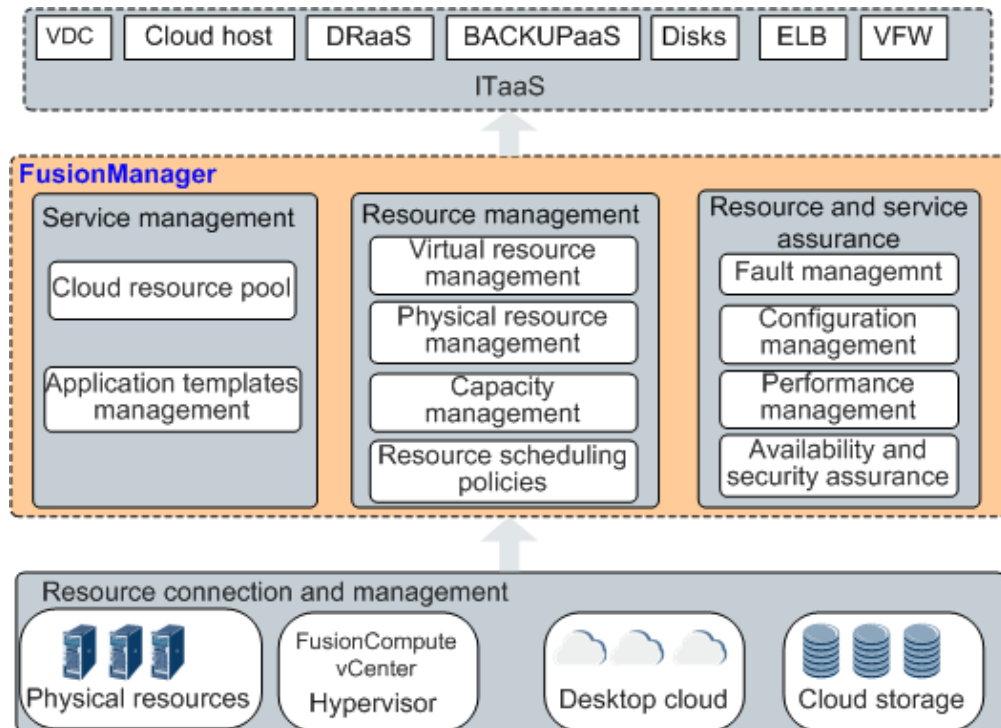 VDC
Cloud host
DRaaS
BACKUPaaS
Disks
ELB
VFW
ITaaS
FusionManager
Service management
Cloud resource pool
Application templates
management
Resource management
Virtual resource
management
Physical resource
management
Capacity
management
Resource scheduling
policies
Resource and service
assurance
Fault managemnt
Configuration
management
Performance
management
Availability and
security assurance
Resource connection and management
Physical resources
FusionCompute
vCenter
Hypervisor
Desktop cloud
Cloud storage